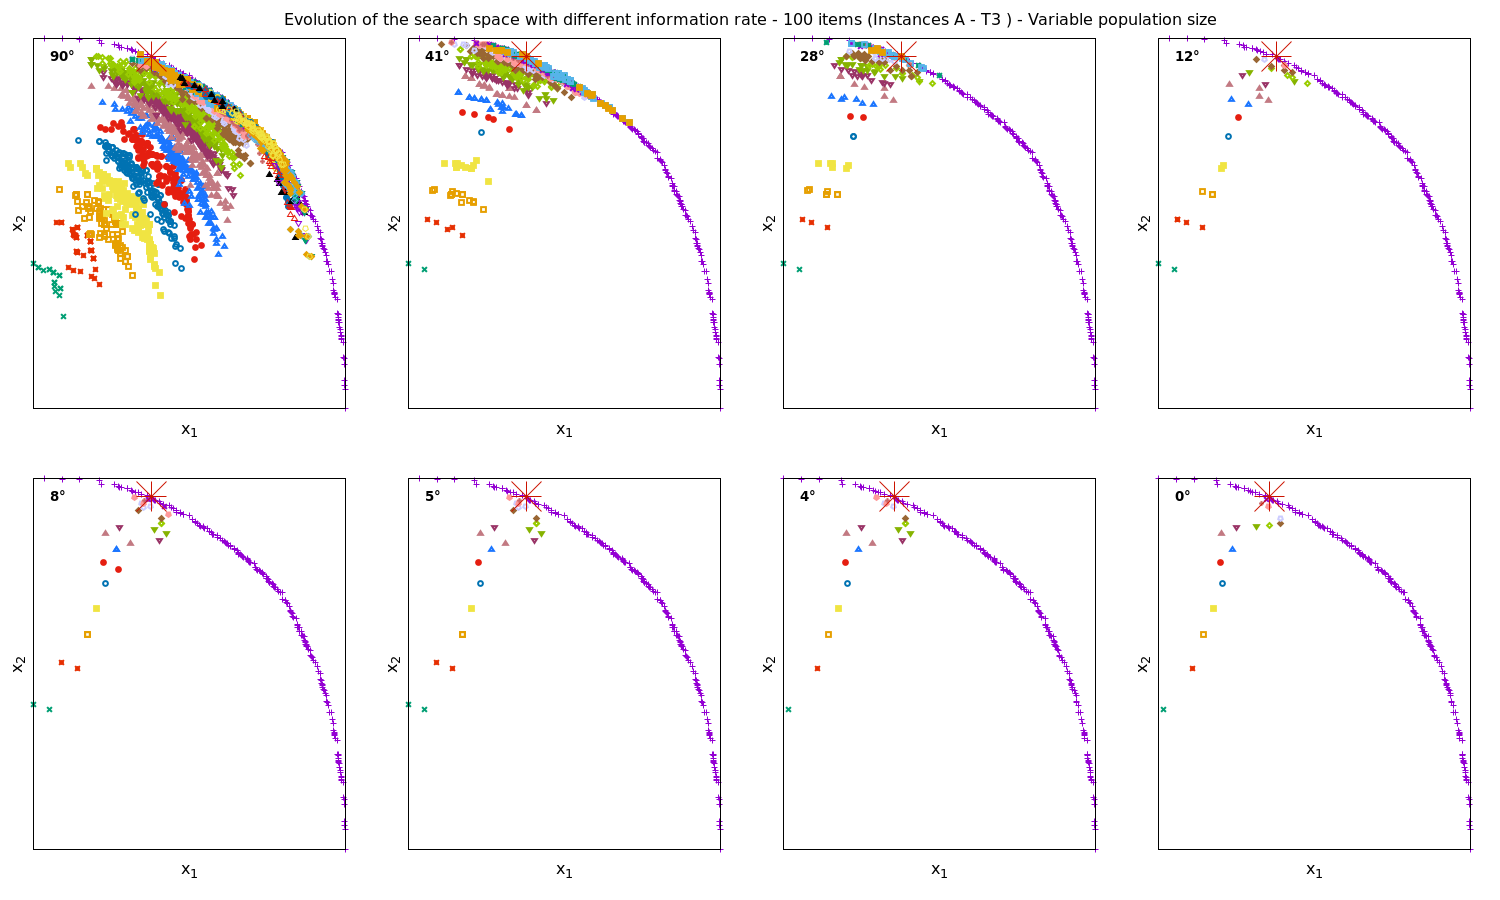 Evolution of the search space with different information rate - 100 items (Instances A - T3 ) - Variable population size
90°
41°
28°
12°
x2
x2
x2
x2
x1
x1
x1
x1
8°
5°
4°
0°
x2
x2
x2
x2
x1
x1
x1
x1